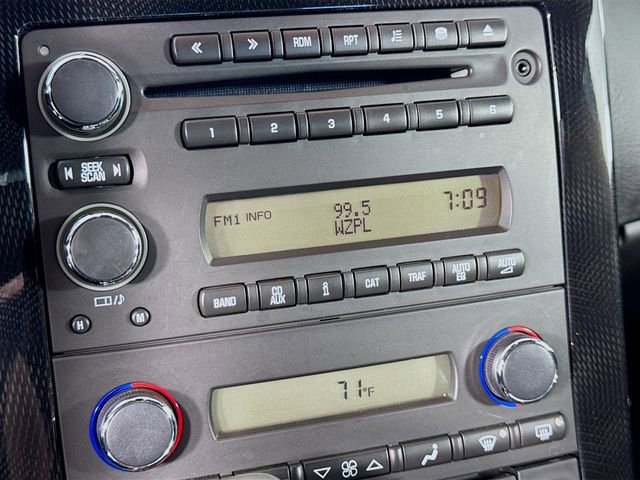 RDM RPT
1 2 3 4 5 6
SEEK
SCAN
FM1 INFO 99.5 7:09
WZPL
BAND CD AUX i CAT TRAF AUTO EQ AUTO
H M
71°F